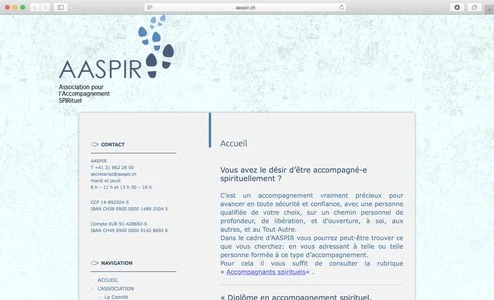 aaspir.ch
AASPIR
Association pour
l'Accompagnement
SPIRituel
CONTACT
AASPIR
T +41 21 862 26 00
secretariat@aaspir.ch
mardi et jeudi
8 h – 11 h et 13 h 30 – 16 h
CCP 14-892504-5
IBAN CH58 0900 0000 1489 2504 5
Compte EUR 91-428692-6
IBAN CH49 0900 0000 9142 8692 6
NAVIGATION
ACCUEIL
L'ASSOCIATION
Le Comité
Accueil
Vous avez le désir d'être accompagné-e
spirituellement ?
C'est un accompagnement vraiment précieux pour
avancer en toute sécurité et confiance, avec une personne
qualifiée de votre choix, sur un chemin personnel de
profondeur, de libération, et d'ouverture, à soi, aux
autres, et au Tout Autre.
Dans le cadre d'AASPIR vous pourrez peut-être trouver ce
que vous cherchez: en vous adressant à telle ou telle
personne formée à ce type d'accompagnement.
Pour cela il vous suffit de consulter la rubrique
« Accompagnants spirituels« .
« Diplôme en accompagnement spirituel,